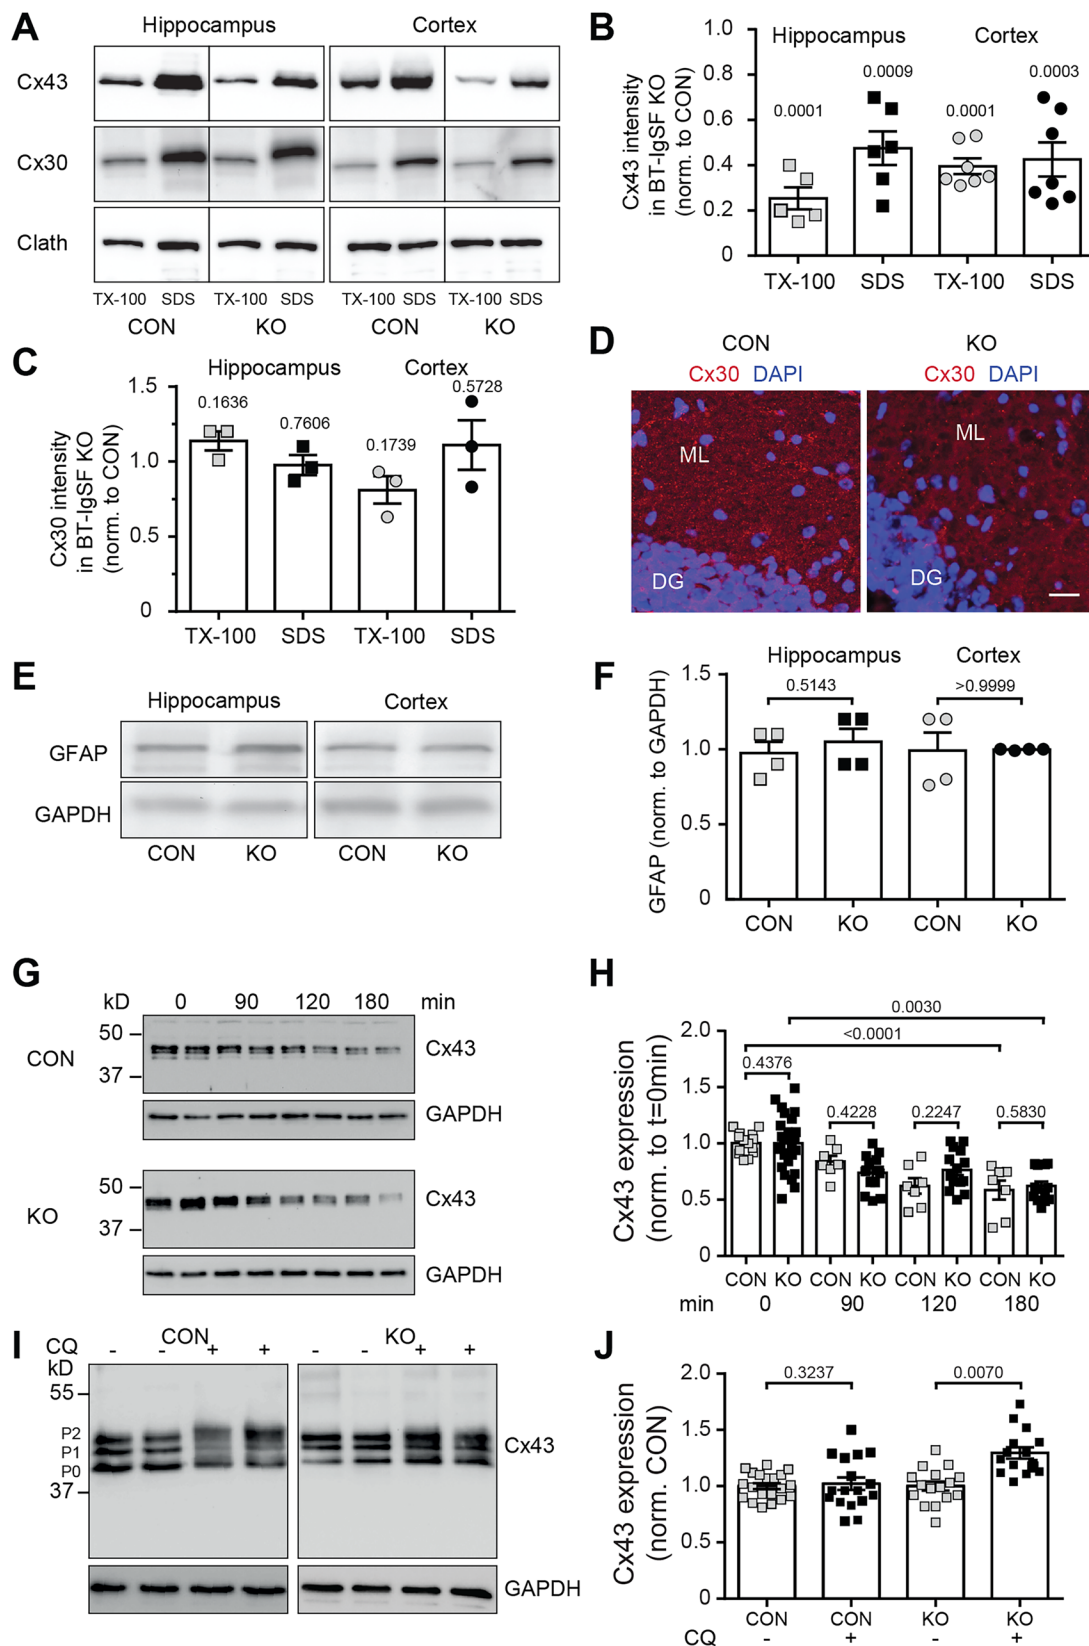 A
Hippocampus
Cortex
Cx43
Cx30
Clath
TX-100 SDS TX-100 SDS TX-100 SDS TX-100 SDS
CON KO CON KO
B
Cx43 intensity
in BT-IgSF KO
(norm. to CON)
1.0
0.8
0.6
0.4
0.2
0
Hippocampus Cortex
0.0001
0.0009
0.0001
0.0003
TX-100 SDS TX-100 SDS
C
Cx30 intensity
in BT-IgSF KO
(norm. to CON)
1.5
1.0
0.5
0
Hippocampus Cortex
0.1636
0.7606
0.1739
0.5728
TX-100 SDS TX-100 SDS
D
CON KO
Cx30 DAPI Cx30 DAPI
ML
DG
ML
DG
E
Hippocampus Cortex
GFAP
GAPDH
CON KO CON KO
F
GFAP (norm. to GAPDH)
1.5
1.0
0.5
0
Hippocampus Cortex
0.5143
>0.9999
CON KO CON KO
G
kD 0 90 120 180 min
CON
50
37
Cx43
GAPDH
KO
50
37
Cx43
GAPDH
H
Cx43 expression
(norm. to t=0min)
2.0
1.5
1.0
0.5
0
0.0030
<0.0001
0.4376
0.4228
0.2247
0.5830
CON KO CON KO CON KO CON KO
min 0 90 120 180
I
CON KO
CQ - - + + - - + +
kD
55
P2
P1
P0
37
Cx43
GAPDH
J
Cx43 expression
(norm. CON)
2.0
1.5
1.0
0.5
0
0.3237
0.0070
CON CON KO KO
CQ - + - +